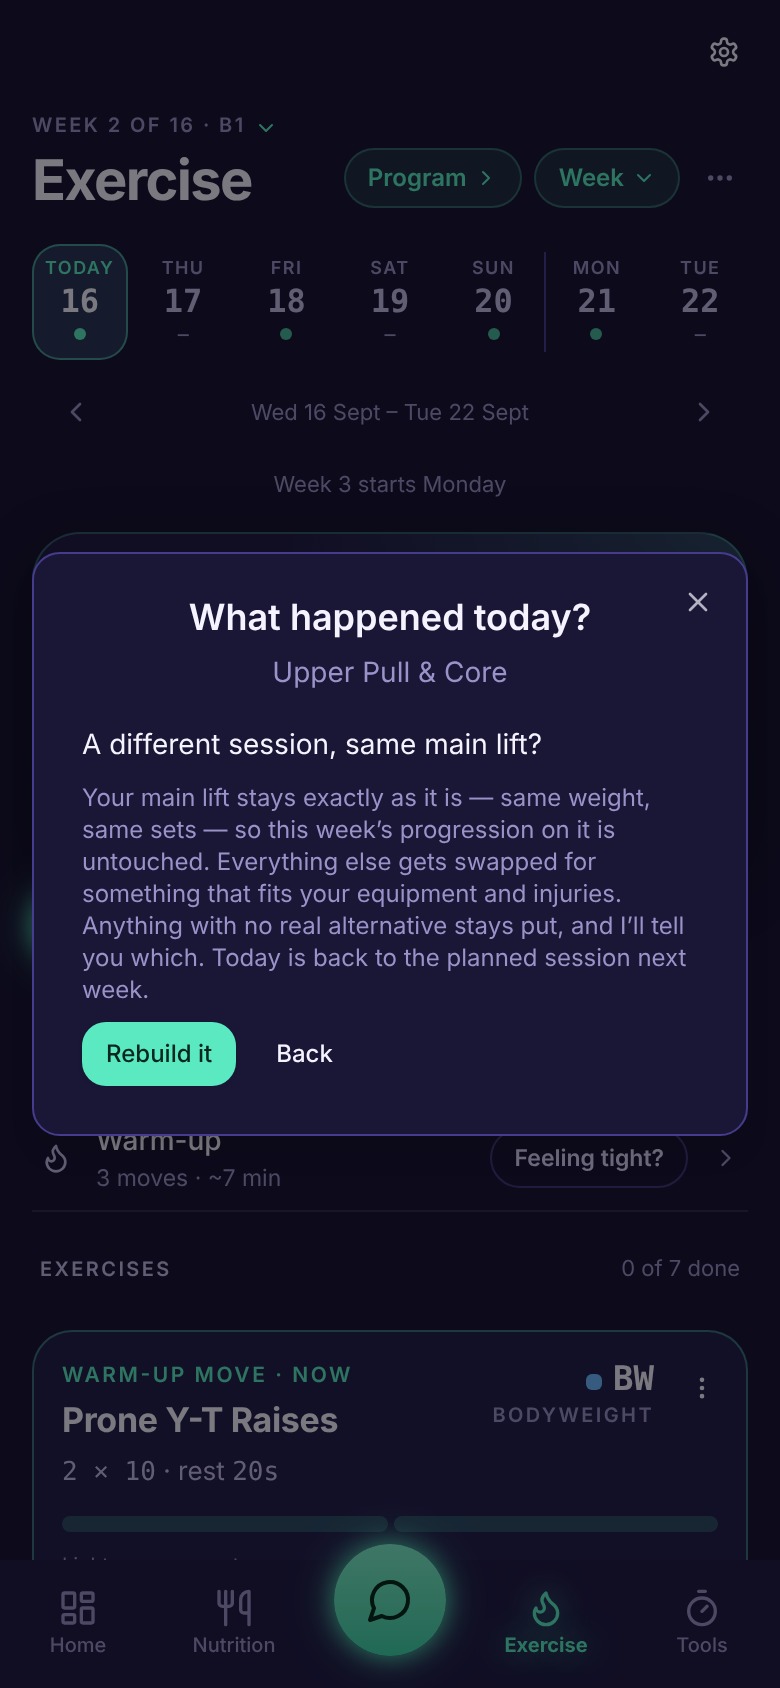 WEEK 2 OF 16 · B1
Exercise
Program
Week
TODAY THU FRI SAT SUN MON TUE
16 17 18 19 20 21 22
– – –
Wed 16 Sept – Tue 22 Sept
Week 3 starts Monday
What happened today?
Upper Pull & Core
A different session, same main lift?
Your main lift stays exactly as it is — same weight,
same sets — so this week’s progression on it is
untouched. Everything else gets swapped for
something that fits your equipment and injuries.
Anything with no real alternative stays put, and I’ll tell
you which. Today is back to the planned session next
week.
Rebuild it
Back
Warm-up
3 moves · ~7 min
Feeling tight?
EXERCISES
0 of 7 done
WARM-UP MOVE · NOW
BW
Prone Y-T Raises
BODYWEIGHT
2 × 10 · rest 20s
Home
Nutrition
Exercise
Tools